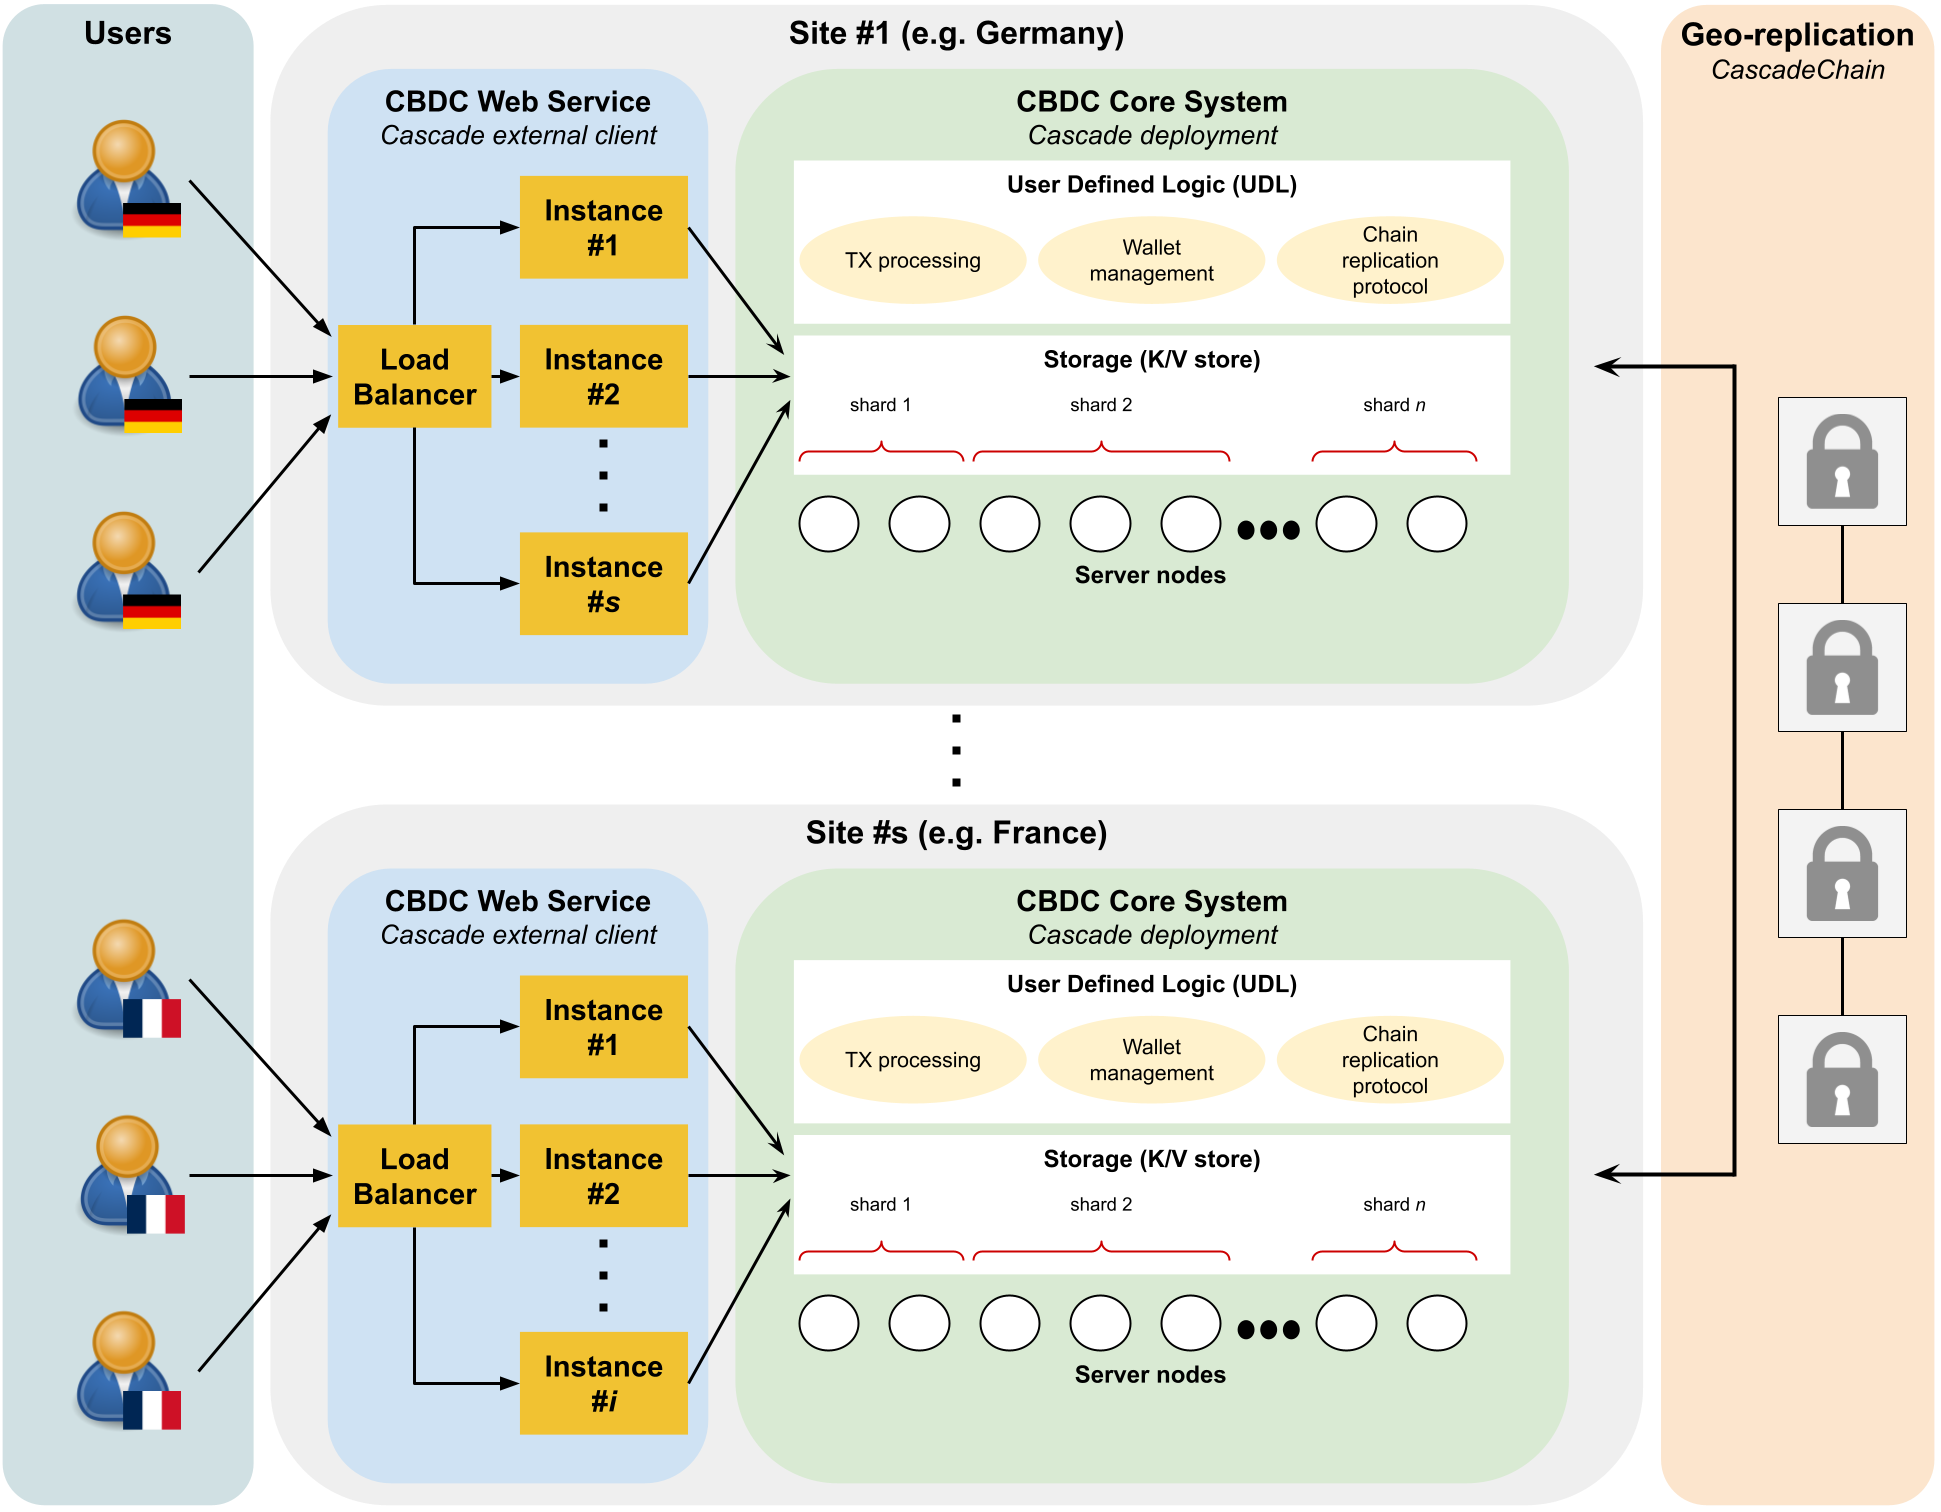 Users
Site #1 (e.g. Germany)
CBDC Web Service
Cascade external client
Load
Balancer
Instance
#1
Instance
#2
Instance
#s
CBDC Core System
Cascade deployment
User Defined Logic (UDL)
TX processing
Wallet
management
Chain
replication
protocol
Storage (K/V store)
shard 1
shard 2
shard n
Server nodes
Site #s (e.g. France)
CBDC Web Service
Cascade external client
Load
Balancer
Instance
#1
Instance
#2
Instance
#i
CBDC Core System
Cascade deployment
User Defined Logic (UDL)
TX processing
Wallet
management
Chain
replication
protocol
Storage (K/V store)
shard 1
shard 2
shard n
Server nodes
Geo-replication
CascadeChain